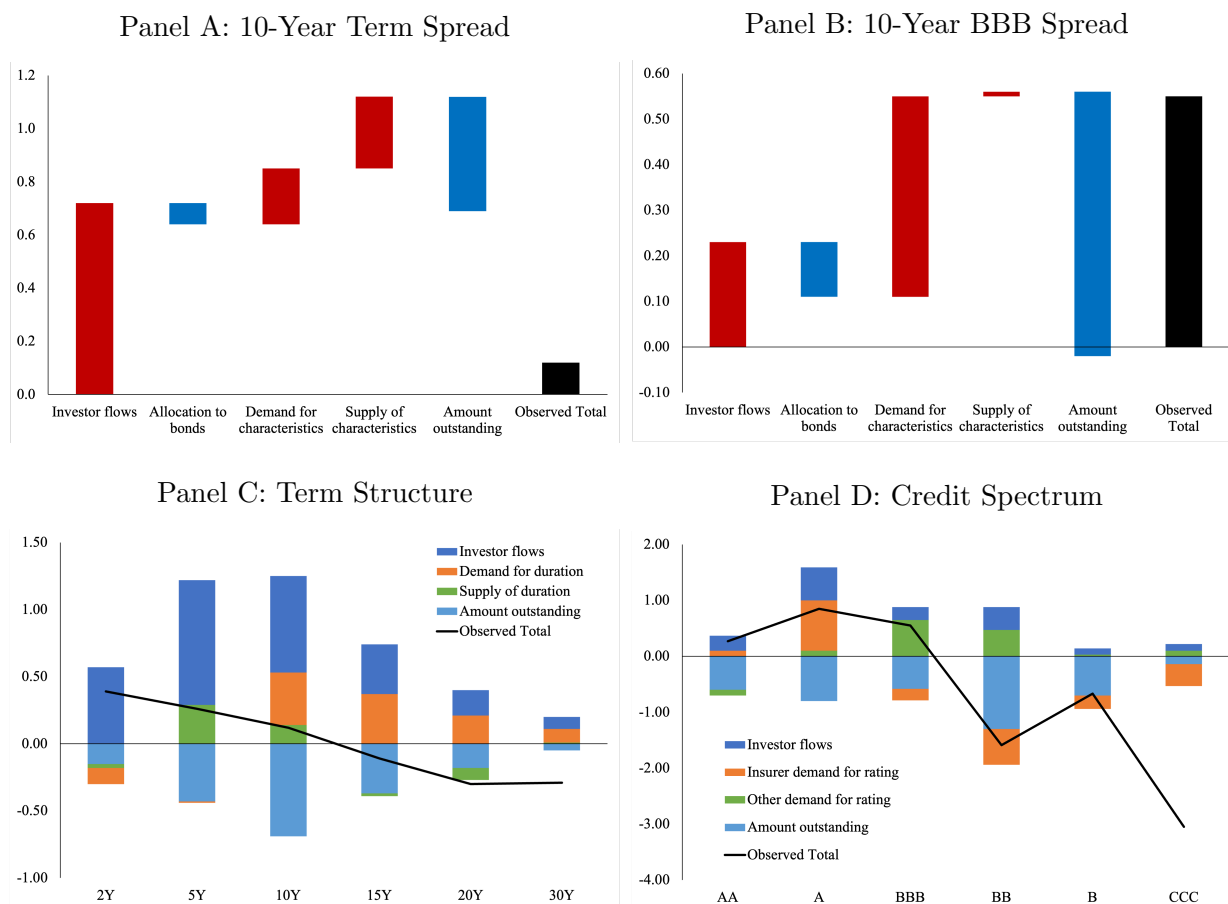 Panel A: 10-Year Term Spread
1.2
1.0
0.8
0.6
0.4
0.2
0.0
Investor flows
Allocation to
bonds
Demand for
characteristics
Supply of
characteristics
Amount
outstanding
Observed Total
Panel B: 10-Year BBB Spread
0.60
0.50
0.40
0.30
0.20
0.10
0.00
-0.10
Investor flows
Allocation to
bonds
Demand for
characteristics
Supply of
characteristics
Amount
outstanding
Observed
Total
Panel C: Term Structure
1.50
1.00
0.50
0.00
-0.50
-1.00
Investor flows
Demand for duration
Supply of duration
Amount outstanding
Observed Total
2Y 5Y 10Y 15Y 20Y 30Y
Panel D: Credit Spectrum
2.00
1.00
0.00
-1.00
-2.00
-3.00
-4.00
Investor flows
Insurer demand for rating
Other demand for rating
Amount outstanding
Observed Total
AA A BBB BB B CCC